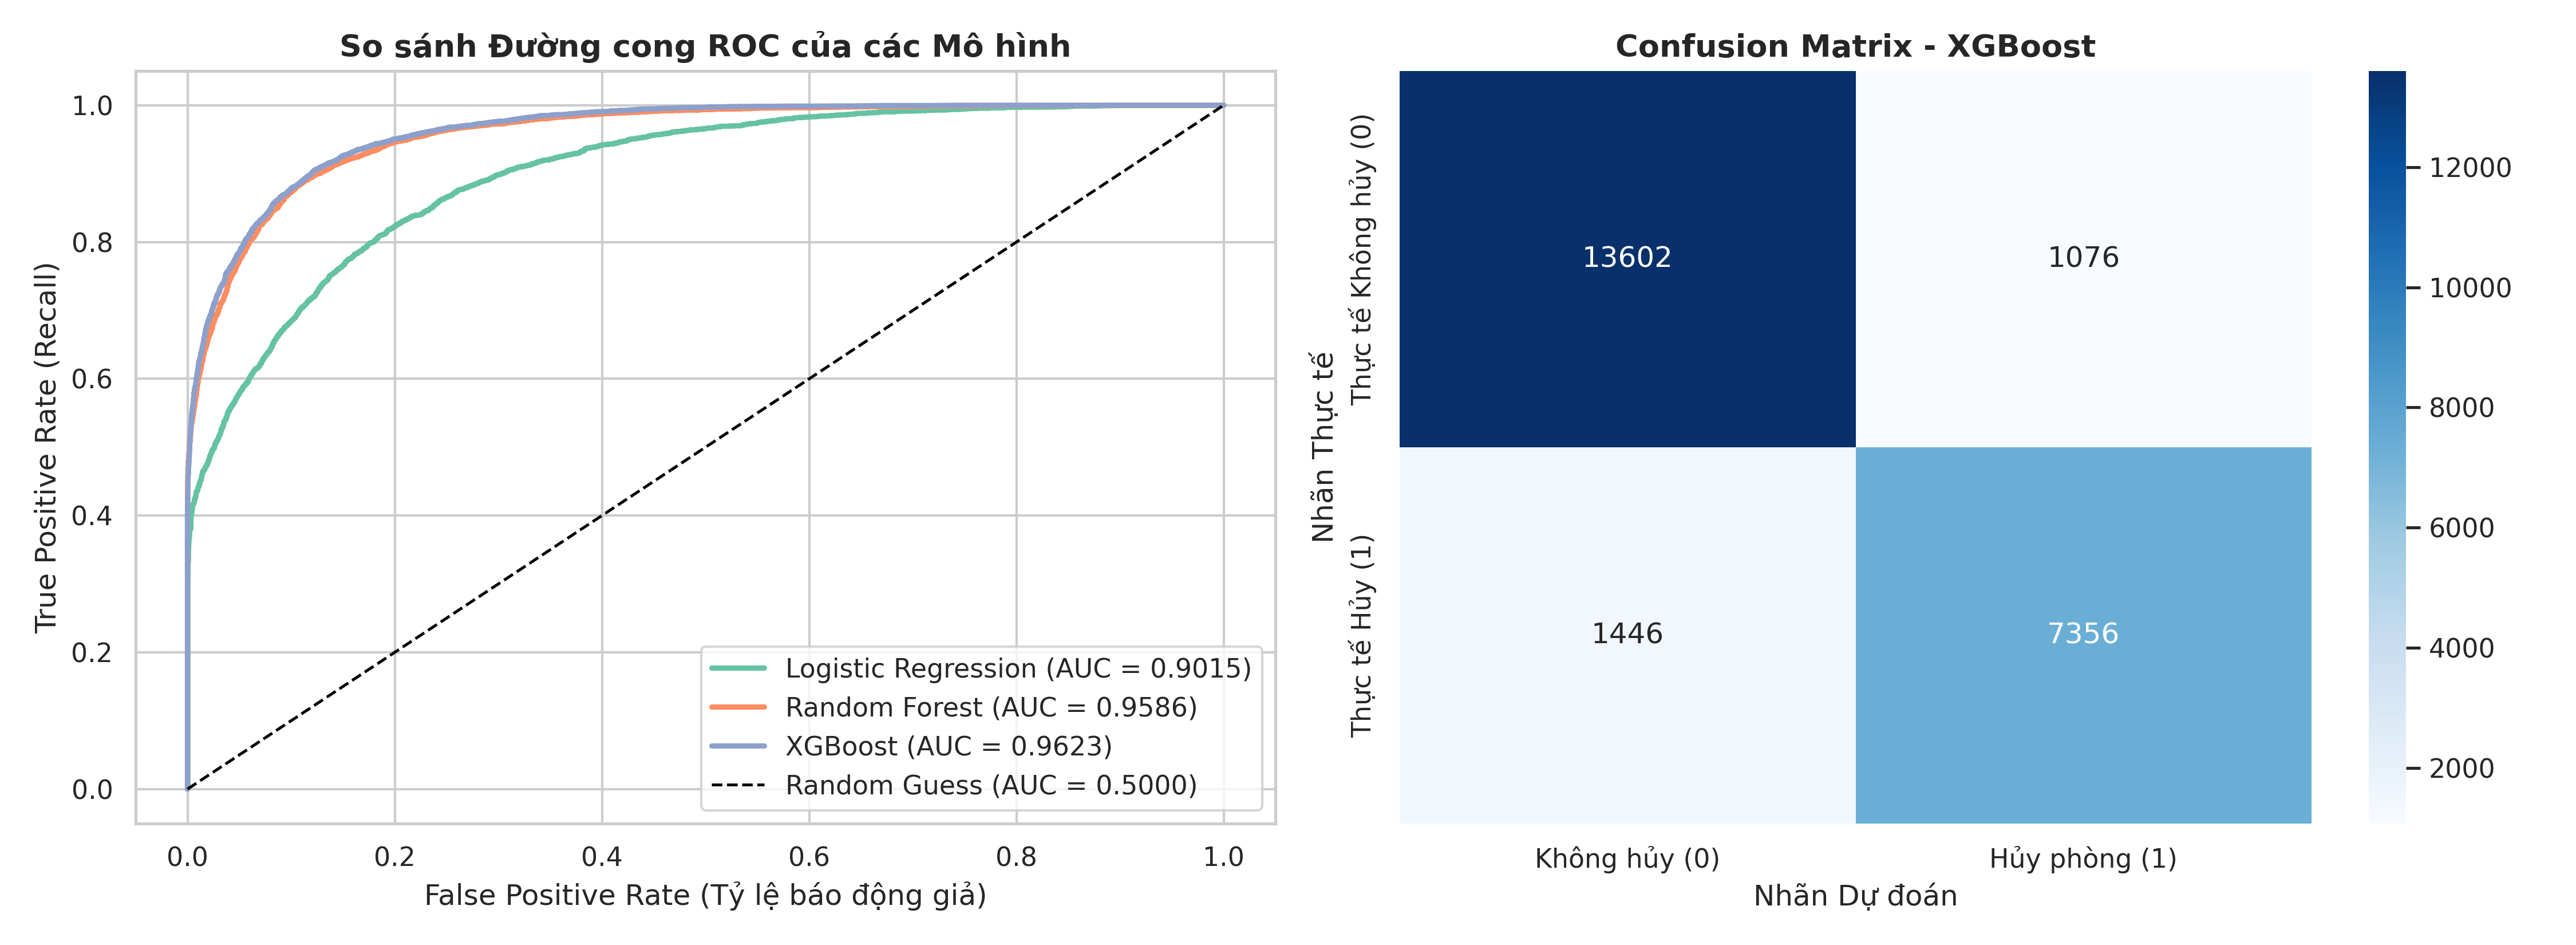 So sánh Đường cong ROC của các Mô hình
True Positive Rate (Recall)
1.0
0.8
0.6
0.4
0.2
0.0
Logistic Regression (AUC = 0.9015)
Random Forest (AUC = 0.9586)
XGBoost (AUC = 0.9623)
Random Guess (AUC = 0.5000)
0.0 0.2 0.4 0.6 0.8 1.0
False Positive Rate (Tỷ lệ báo động giả)
Confusion Matrix - XGBoost
Nhãn Thực tế
Thực tế Không hủy (0)
Thực tế Hủy (1)
13602 1076
1446 7356
Không hủy (0) Hủy phòng (1)
Nhãn Dự đoán
12000
10000
8000
6000
4000
2000